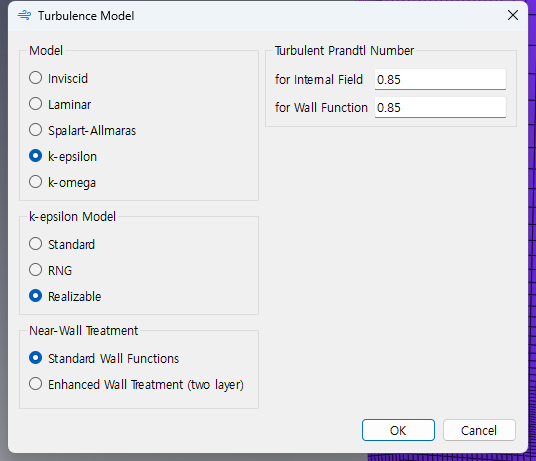 Turbulence Model
Model
Inviscid
Laminar
Spalart-Allmaras
k-epsilon
k-omega
k-epsilon Model
Standard
RNG
Realizable
Near-Wall Treatment
Standard Wall Functions
Enhanced Wall Treatment (two layer)
Turbulent Prandtl Number
for Internal Field 0.85
for Wall Function 0.85
OK Cancel